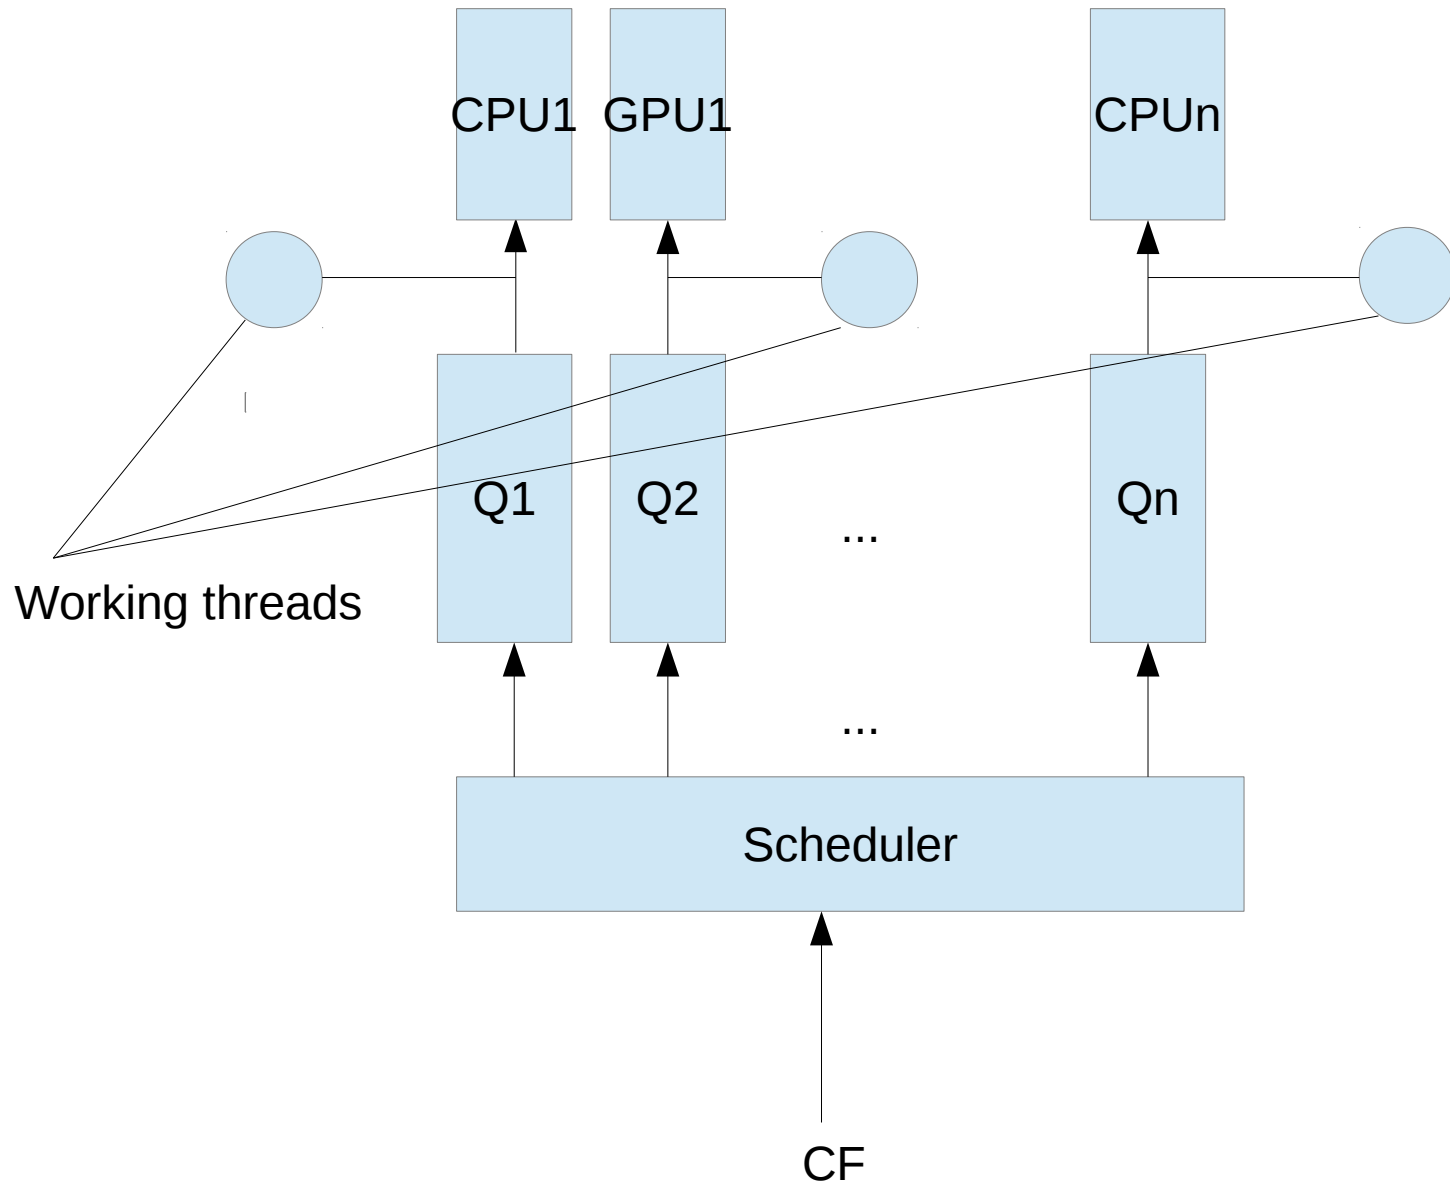 CPU1
GPU1
CPUn
Q1
Q2
Qn
...
Working threads
...
Scheduler
CF